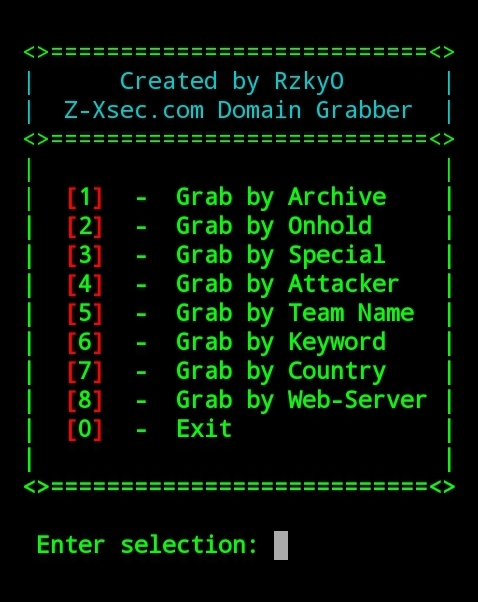 <>===========================<>
| Created by RzkyO |
| Z-Xsec.com Domain Grabber |
<>===========================<>
| |
| [1] - Grab by Archive |
| [2] - Grab by Onhold |
| [3] - Grab by Special |
| [4] - Grab by Attacker |
| [5] - Grab by Team Name |
| [6] - Grab by Keyword |
| [7] - Grab by Country |
| [8] - Grab by Web-Server |
| [0] - Exit |
| |
<>===========================<>
Enter selection: